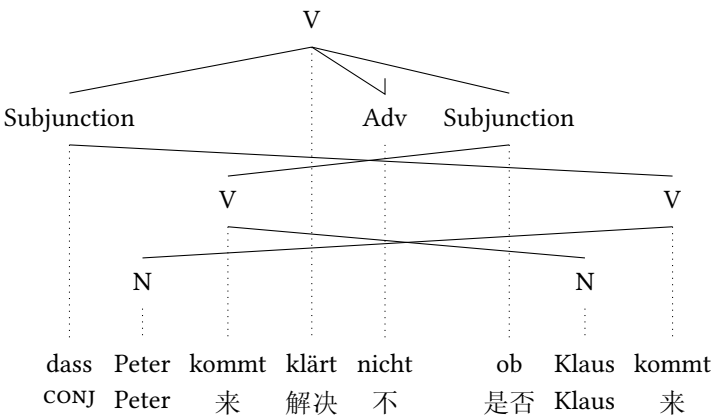 V
Subjunction Adv Subjunction
V V
N N
dass Peter kommt klärt nicht ob Klaus kommt
CONJ Peter 来 解决 不 是否 Klaus 来